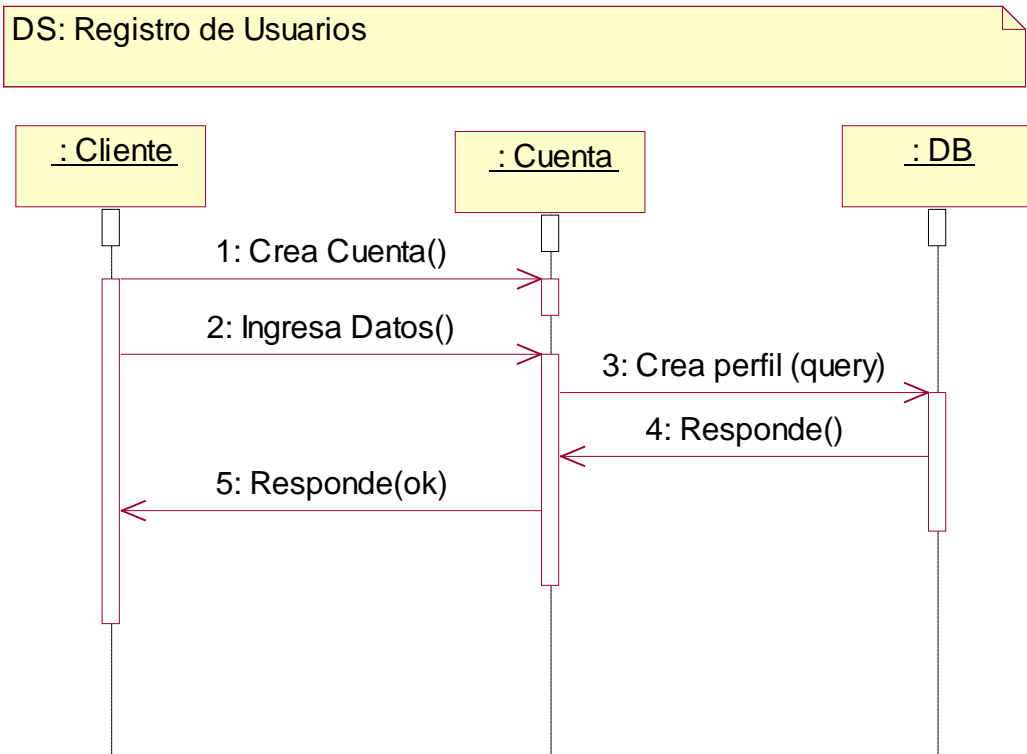 DS: Registro de Usuarios
: Cliente
: Cuenta
: DB
1: Crea Cuenta()
2: Ingresa Datos()
3: Crea perfil (query)
4: Responde()
5: Responde(ok)